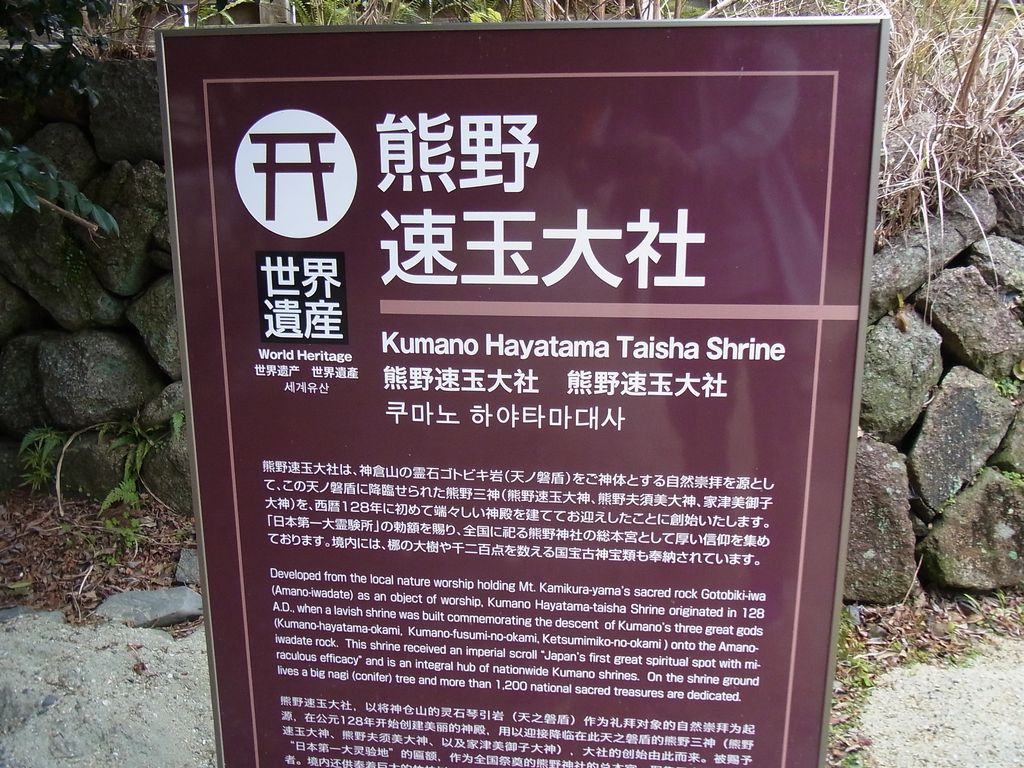 熊野
速玉大社
世界
遺産
World Heritage
世界遗产 世界遺產
세계유산
Kumano Hayatama Taisha Shrine
熊野速玉大社 熊野速玉大社
쿠마노 하야타마대사
熊野速玉大社は、神倉山の霊石ゴトビキ岩(天ノ磐盾)をご神体とする自然崇拝を源とし
て、この天ノ磐盾に降臨せられた熊野三神(熊野速玉大神、熊野夫須美大神、家津美御子
大神)を、西暦128年に初めて端々しい神殿を建ててお迎えしたことに創始いたします。
「日本第一大霊験所」の勅額を賜り、全国に祀る熊野神社の総本宮として厚い信仰を集め
ております。境内には、梛の大樹や千二百点を数える国宝古神宝類も奉納されています。
Developed from the local nature worship holding Mt. Kamikura-yama's sacred rock Gotobiki-iwa
(Amano-iwadate) as an object of worship, Kumano Hayatama-taisha Shrine originated in 128
A.D., when a lavish shrine was built commemorating the descent of Kumano's three great gods
(Kumano-hayatama-okami, Kumano-fusumi-no-okami, Ketsumimiko-no-okami) onto the Amano-
iwadate rock. This shrine received an imperial scroll "Japan's first great spiritual spot with mi-
raculous efficacy" and is an integral hub of nationwide Kumano shrines. On the shrine ground
lives a big nagi (conifer) tree and more than 1,200 national sacred treasures are dedicated.
熊野速玉大社，以将神仓山的灵石琴引岩（天之磐盾）作为礼拜对象的自然崇拜为起
源，在公元128年开始创建美丽的神殿，用以迎接降临在此天之磐盾的熊野三神（熊野
速玉大神、熊野夫须美大神、以及家津美御子大神），大社的创始由此而来。被赐予
“日本第一大灵验地”的匾额，作为全国祭奠的熊野神社的总本宫，
者。境内还供奉着巨大的